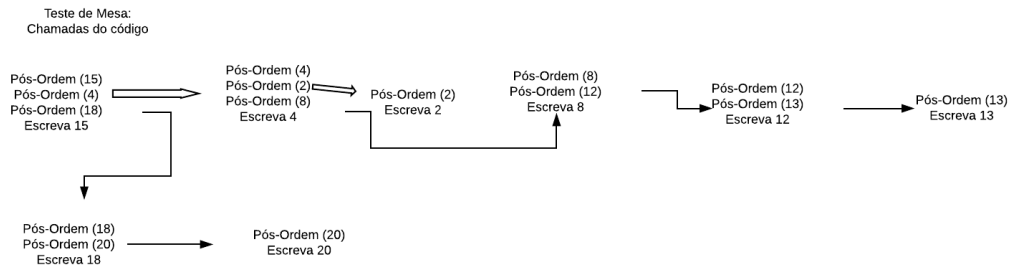 Teste de Mesa:
Chamadas do código
Pós-Ordem (15)
Pós-Ordem (4)
Pós-Ordem (18)
Escreva 15
Pós-Ordem (4)
Pós-Ordem (2)
Pós-Ordem (8)
Escreva 4
Pós-Ordem (2)
Escreva 2
Pós-Ordem (8)
Pós-Ordem (12)
Escreva 8
Pós-Ordem (12)
Pós-Ordem (13)
Escreva 12
Pós-Ordem (13)
Escreva 13
Pós-Ordem (18)
Pós-Ordem (20)
Escreva 18
Pós-Ordem (20)
Escreva 20